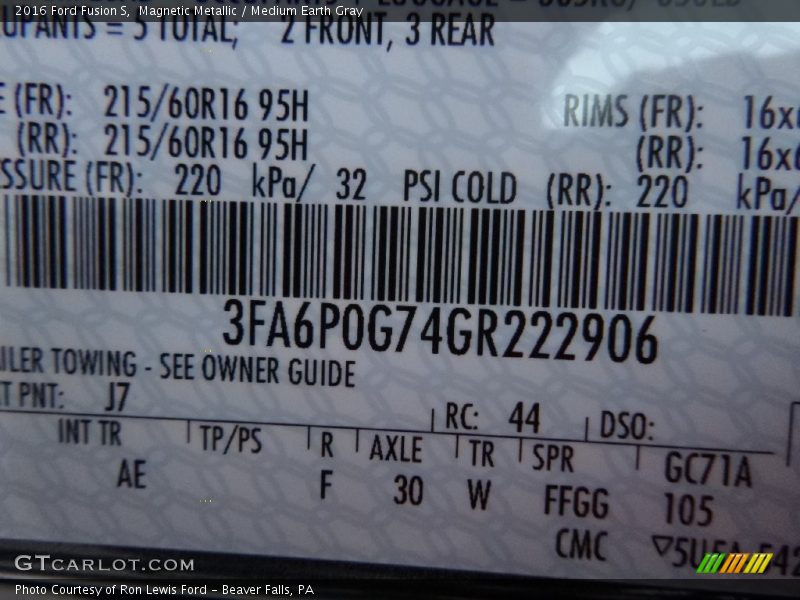 2016 Ford Fusion S,  Magnetic Metallic / Medium Earth Gray
= 5 TOTAL; 2 FRONT, 3 REAR
(FR): 215/60R16 95H RIMS (FR):
(RR): 215/60R16 95H (RR):
(FR): 220 kPa/ 32 PSI COLD (RR): 220 kPa/
3FA6P0G74GR222906
TOWING - SEE OWNER GUIDE
PNT: J7 RC: 44 DSO:
INT TR TP/PS R AXLE TR SPR GC71A
AE F 30 W FFGG 105
CMC
GTCARLOT.COM
Photo Courtesy of Ron Lewis Ford – Beaver Falls, PA